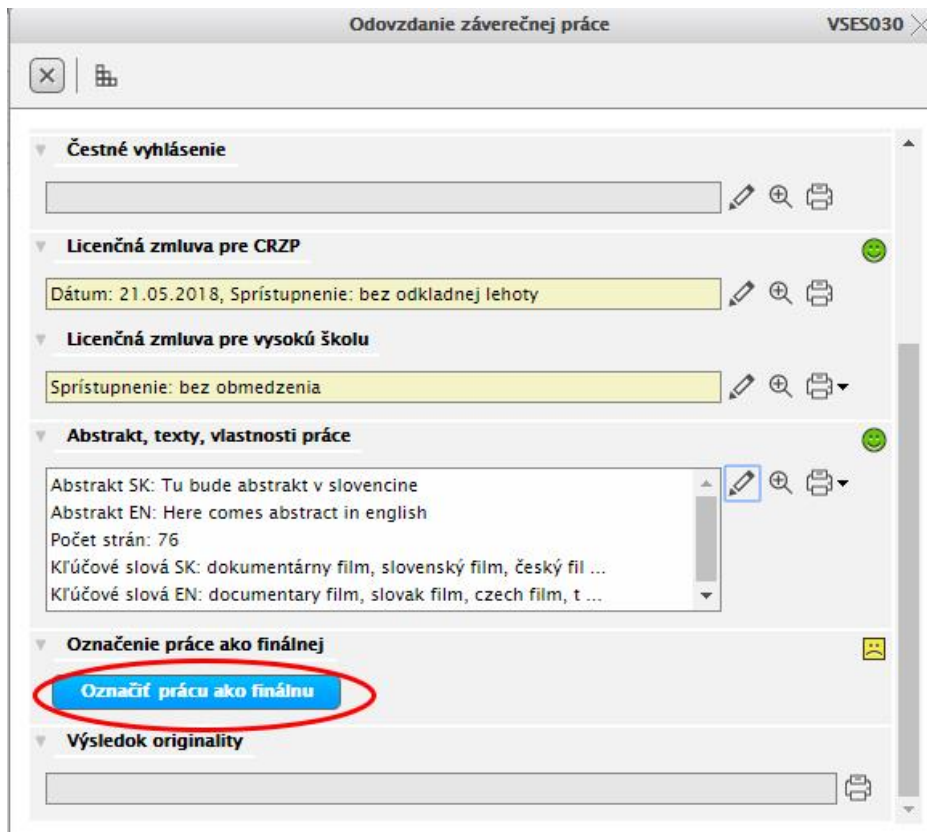 Odovzdanie záverečnej práce VSES030
Čestné vyhlásenie
Licenčná zmluva pre CRZP
Dátum: 21.05.2018, Sprístupnenie: bez odkladnej lehoty
Licenčná zmluva pre vysokú školu
Sprístupnenie: bez obmedzenia
Abstrakt, texty, vlastnosti práce
Abstrakt SK: Tu bude abstrakt v slovencine
Abstrakt EN: Here comes abstract in english
Počet strán: 76
Kľúčové slová SK: dokumentárny film, slovenský film, český fil ...
Kľúčové slová EN: documentary film, slovak film, czech film, t ...
Označenie práce ako finálnej
Označiť prácu ako finálnu
Výsledok originality